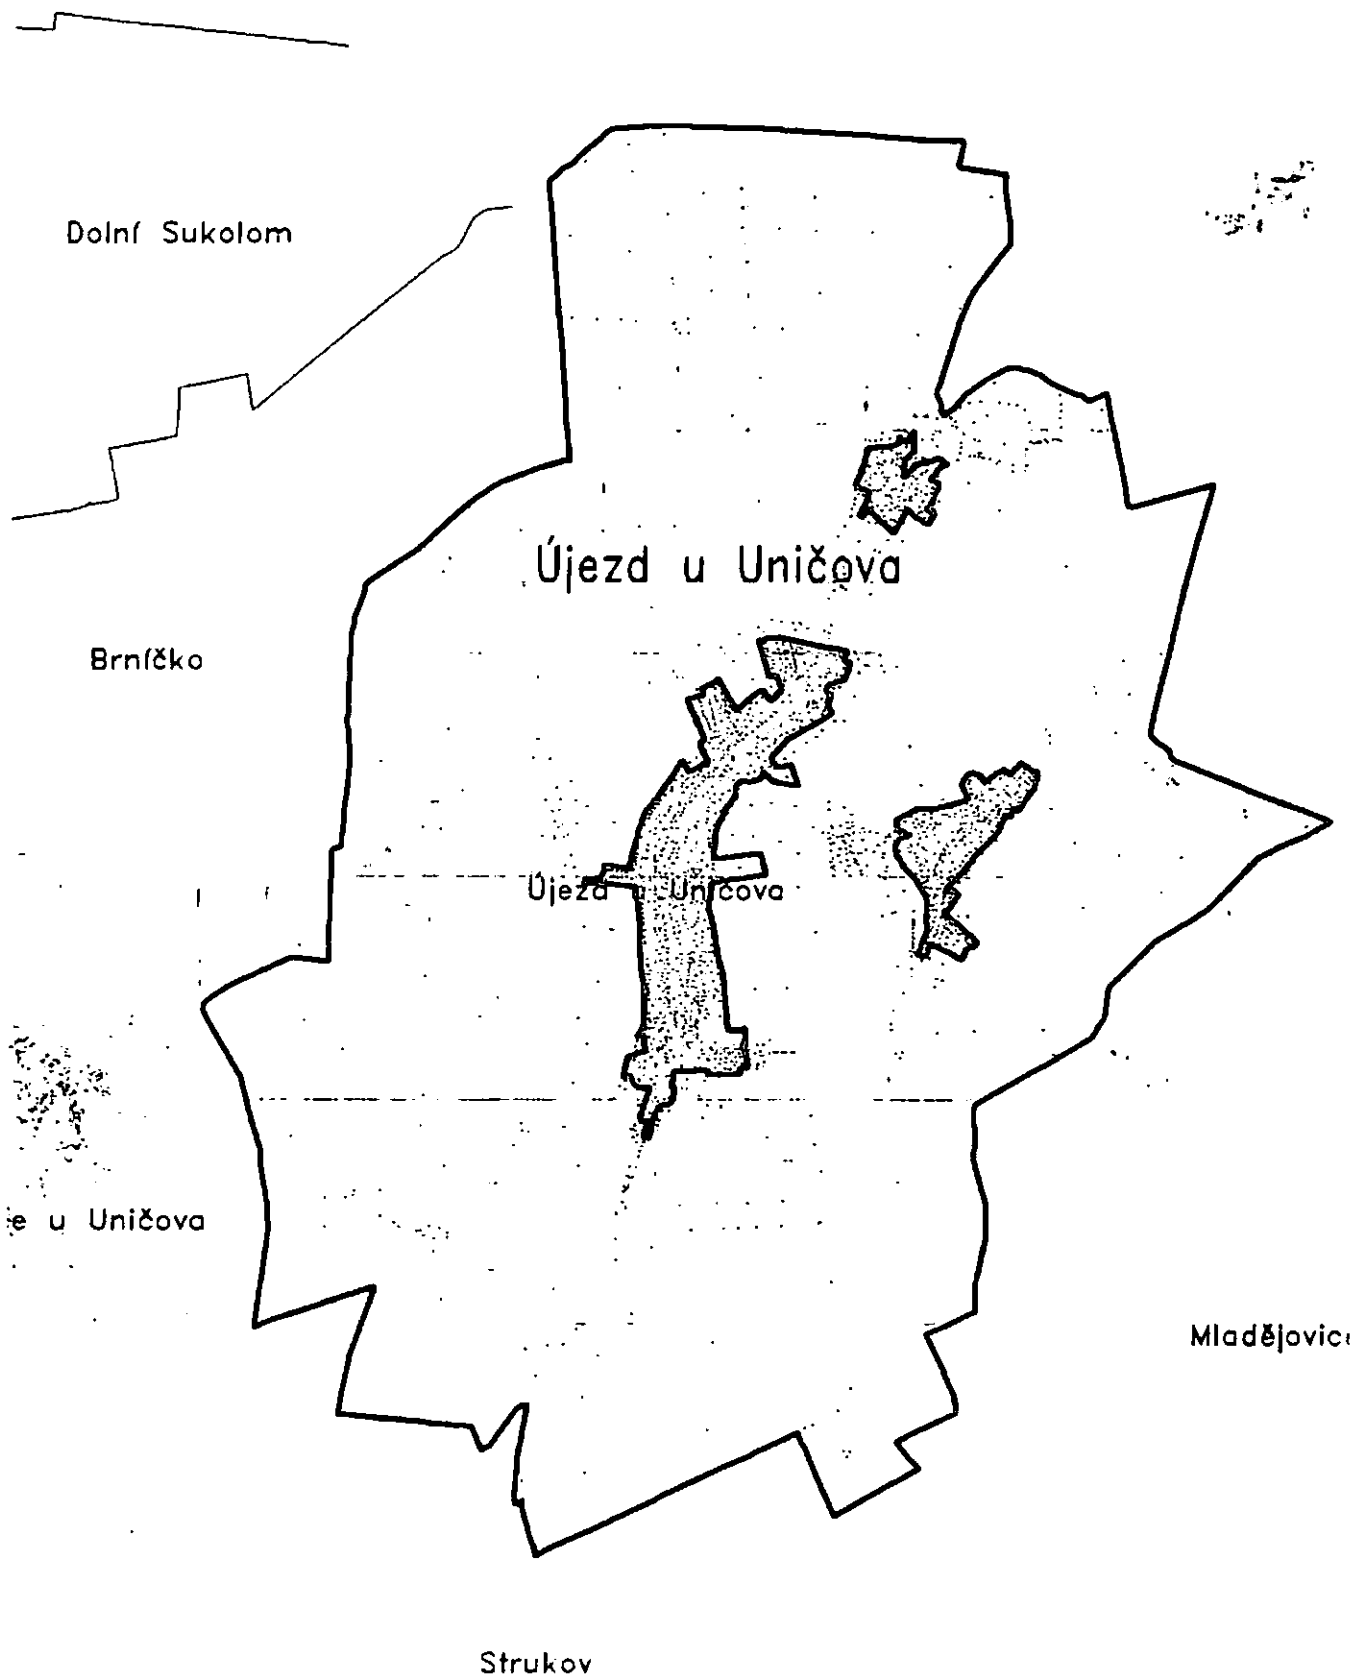 Dolní Sukolom
Újezd u Uničova
Brníčko
Újezd u Uničova
e u Uničova
Mladějovic
Strukov